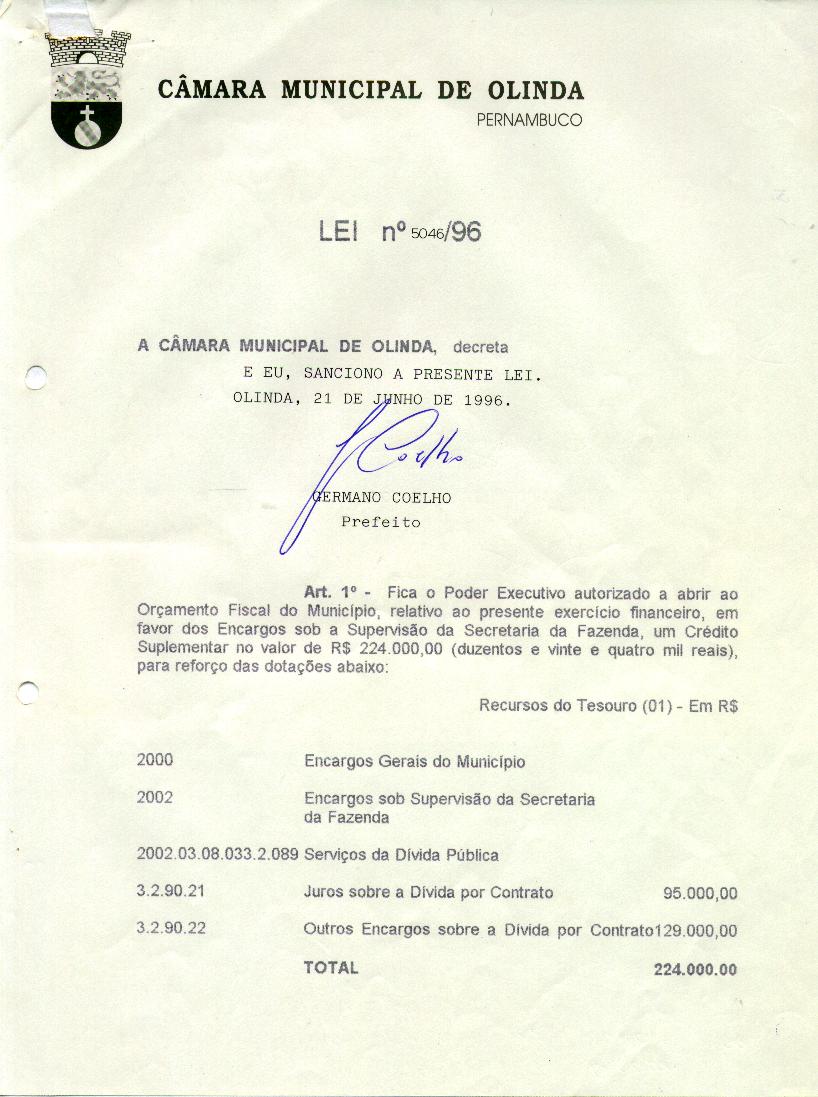 CÂMARA MUNICIPAL DE OLINDA
PERNAMBUCO
LEI nº 5046/96
A CÂMARA MUNICIPAL DE OLINDA, decreta
E EU, SANCIONO A PRESENTE LEI.
OLINDA, 21 DE JUNHO DE 1996.
Coelho
GERMANO COELHO
Prefeito
Art. 1º - Fica o Poder Executivo autorizado a abrir ao
Orçamento Fiscal do Município, relativo ao presente exercício financeiro, em
favor dos Encargos sob a Supervisão da Secretaria da Fazenda, um Crédito
Suplementar no valor de R$ 224.000,00 (duzentos e vinte e quatro mil reais),
para reforço das dotações abaixo:
Recursos do Tesouro (01) - Em R$
2000 Encargos Gerais do Município
2002 Encargos sob Supervisão da Secretaria
da Fazenda
2002.03.08.033.2.089 Serviços da Dívida Pública
3.2.90.21 Juros sobre a Dívida por Contrato 95.000,00
3.2.90.22 Outros Encargos sobre a Dívida por Contrato129.000,00
TOTAL 224.000.00